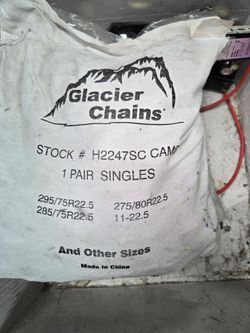 Glacier
Chains
STOCK # H2247SC CAM
1 PAIR SINGLES
295/75R22.5 275/80R22.5
285/75R22.5 11-22.5
And Other Sizes
Made in China